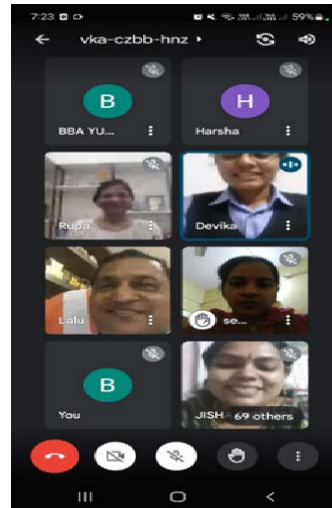 7:23 59%
vka-czbb-hnz
B H
BBA YU... Harsha
Rupa Devika
Lalu se...
B
You JISHA 69 others